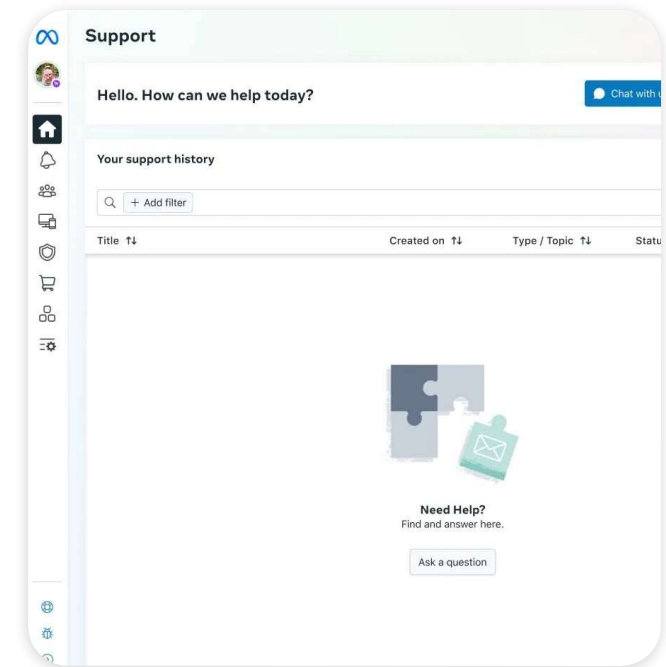 Support
Hello. How can we help today?
Chat with
Your support history
+ Add filter
Title ↑↓ Created on ↑↓ Type / Topic ↑↓ Statu
Need Help?
Find and answer here.
Ask a question